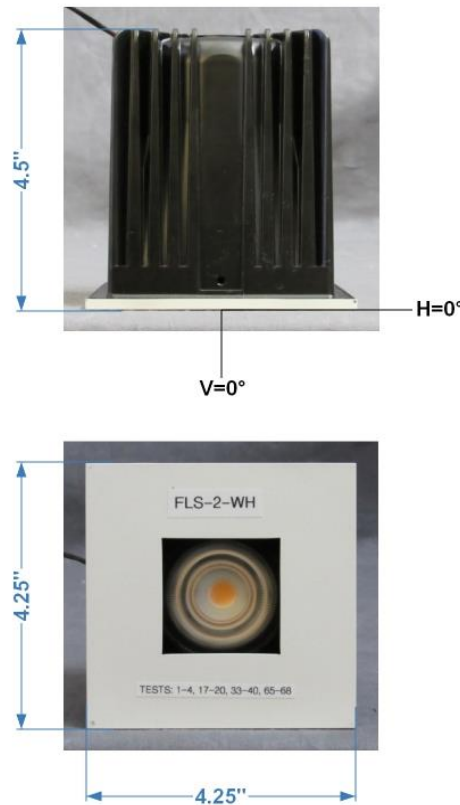 4.5"
H=0°
V=0°
FLS-2-WH
4.25"
TESTS: 1-4, 17-20, 33-40, 65-68
4.25"